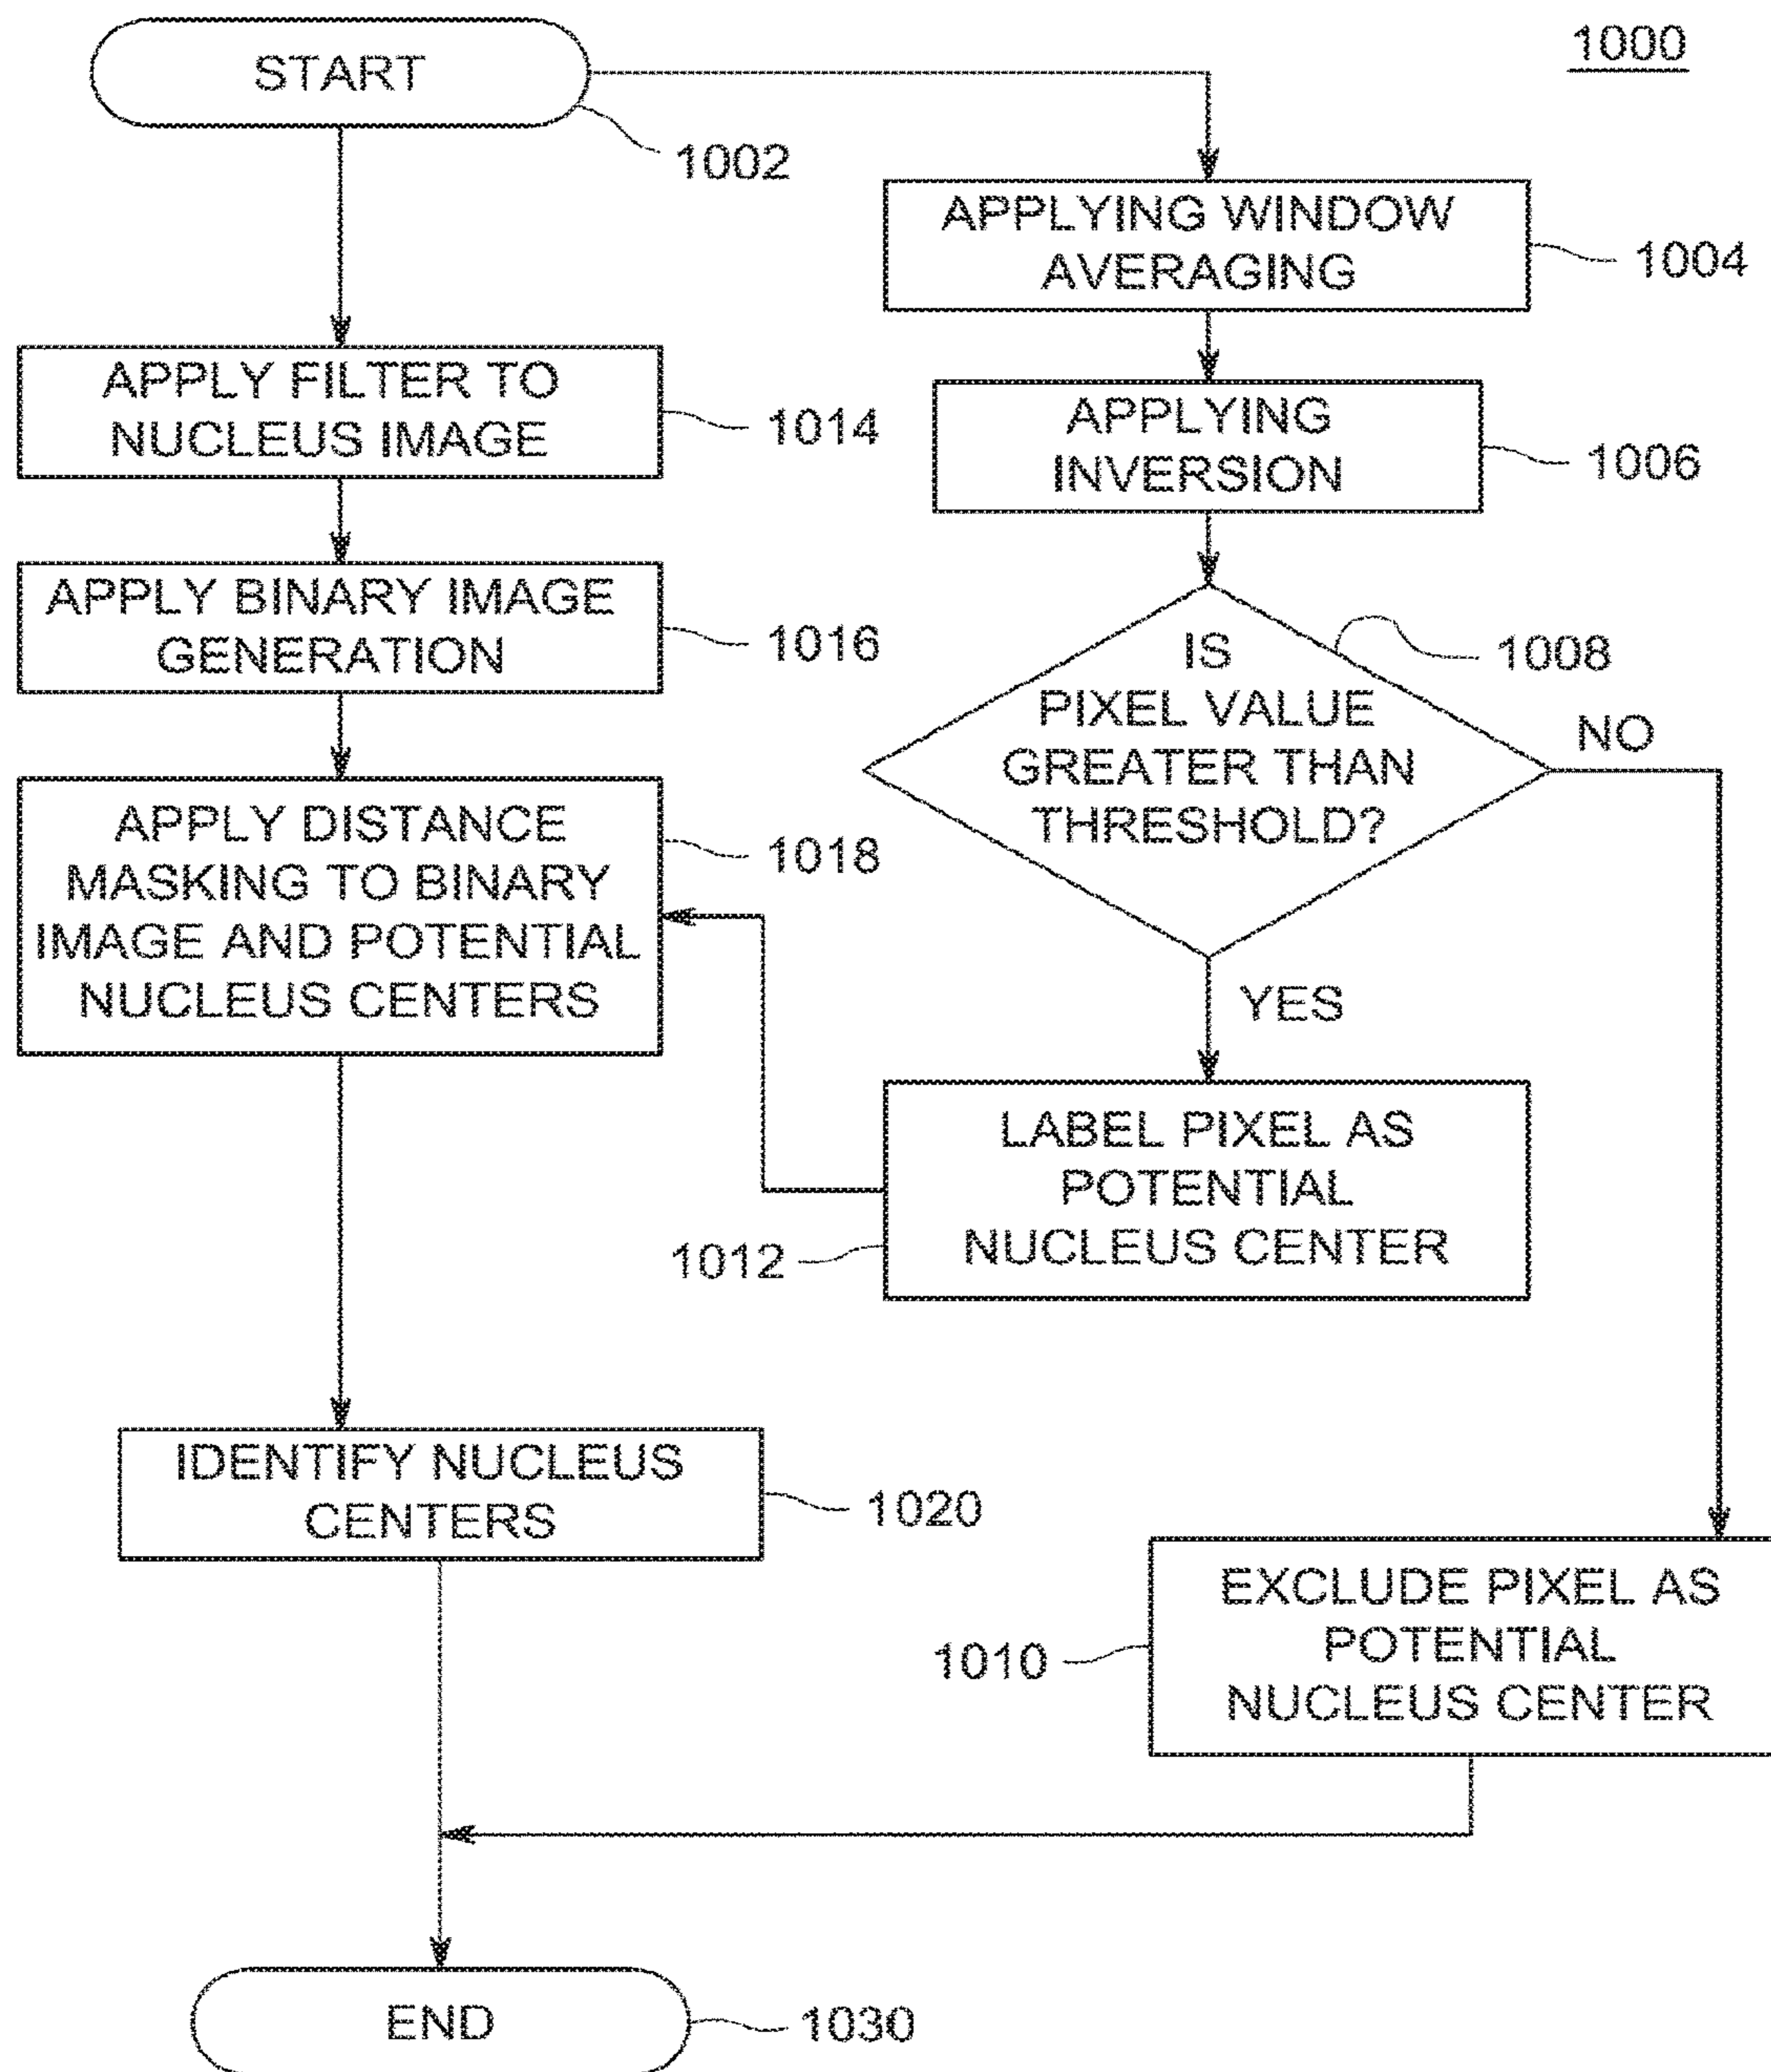 1000
START
1002
APPLYING WINDOW
AVERAGING
1004
APPLY FILTER TO
NUCLEUS IMAGE
1014
APPLYING
INVERSION
1006
APPLY BINARY IMAGE
GENERATION
1016
IS
PIXEL VALUE
GREATER THAN
THRESHOLD?
1008
NO
YES
APPLY DISTANCE
MASKING TO BINARY
IMAGE AND POTENTIAL
NUCLEUS CENTERS
1018
LABEL PIXEL AS
POTENTIAL
NUCLEUS CENTER
1012
IDENTIFY NUCLEUS
CENTERS
1020
EXCLUDE PIXEL AS
POTENTIAL
NUCLEUS CENTER
1010
END
1030